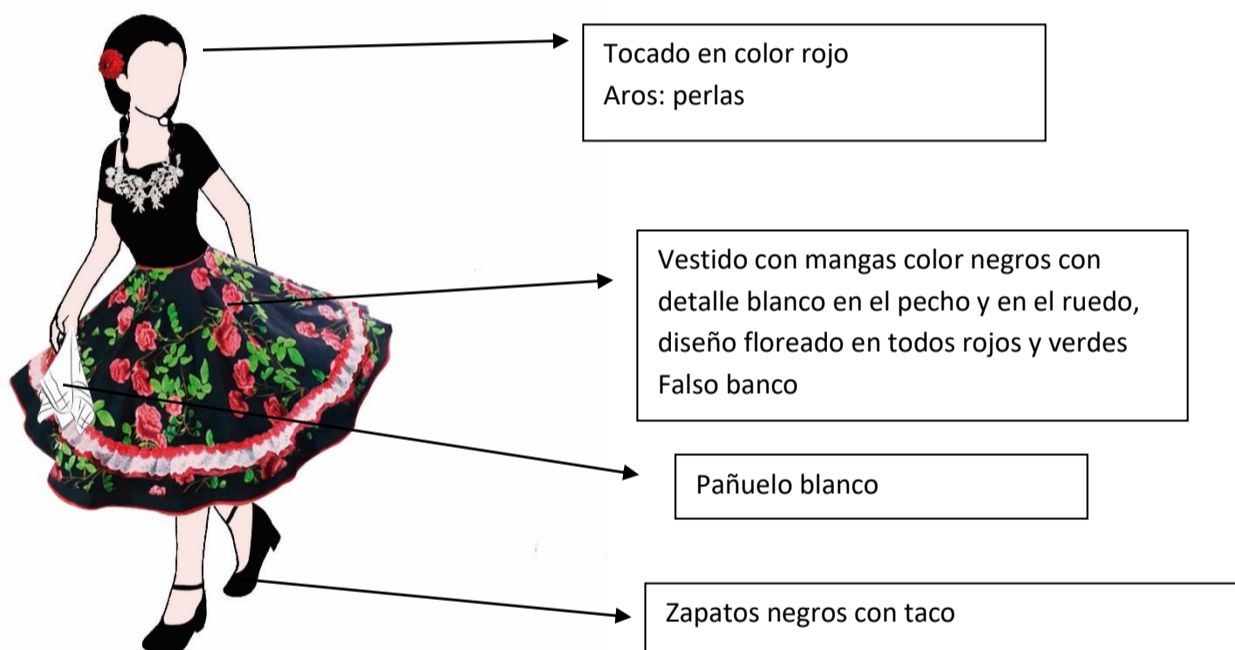 Tocado en color rojo
Aros: perlas
Vestido con mangas color negros con
detalle blanco en el pecho y en el ruedo,
diseño floreado en todos rojos y verdes
Falso banco
Pañuelo blanco
Zapatos negros con taco